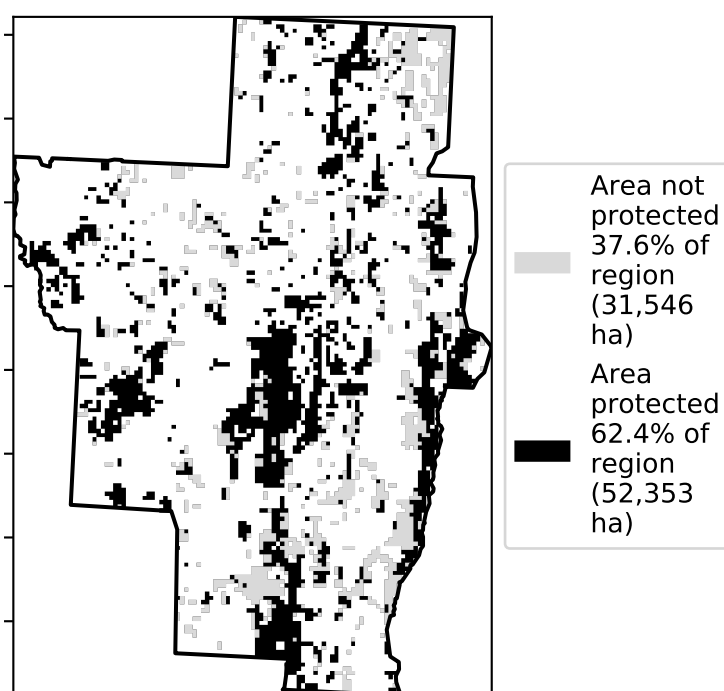 Area not
protected
37.6% of
region
(31,546
ha)
Area
protected
62.4% of
region
(52,353
ha)